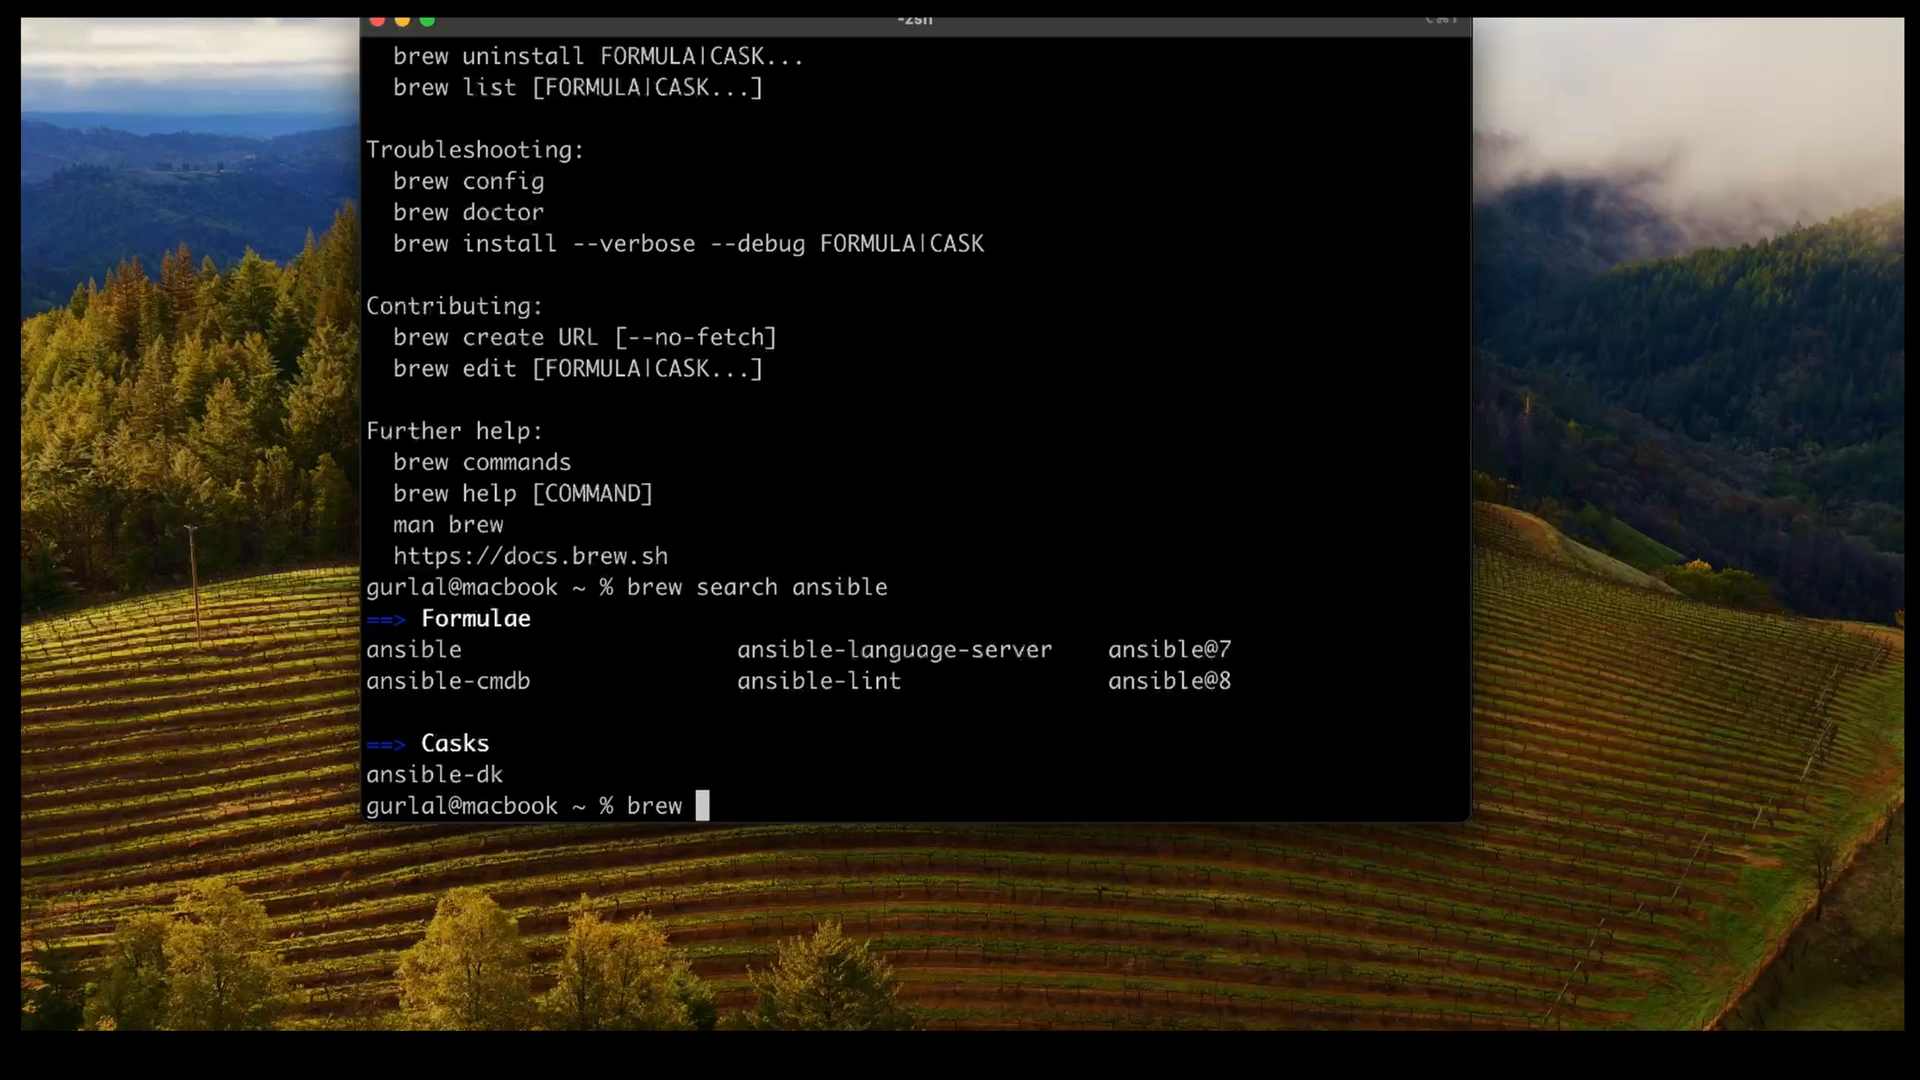 -zsh
brew uninstall FORMULA|CASK...
brew list [FORMULA|CASK...]
Troubleshooting:
brew config
brew doctor
brew install --verbose --debug FORMULA|CASK
Contributing:
brew create URL [--no-fetch]
brew edit [FORMULA|CASK...]
Further help:
brew commands
brew help [COMMAND]
man brew
https://docs.brew.sh
gurlal@macbook ~ % brew search ansible
==> Formulae
ansible ansible-language-server ansible@7
ansible-cmdb ansible-lint ansible@8
==> Casks
ansible-dk
gurlal@macbook ~ % brew